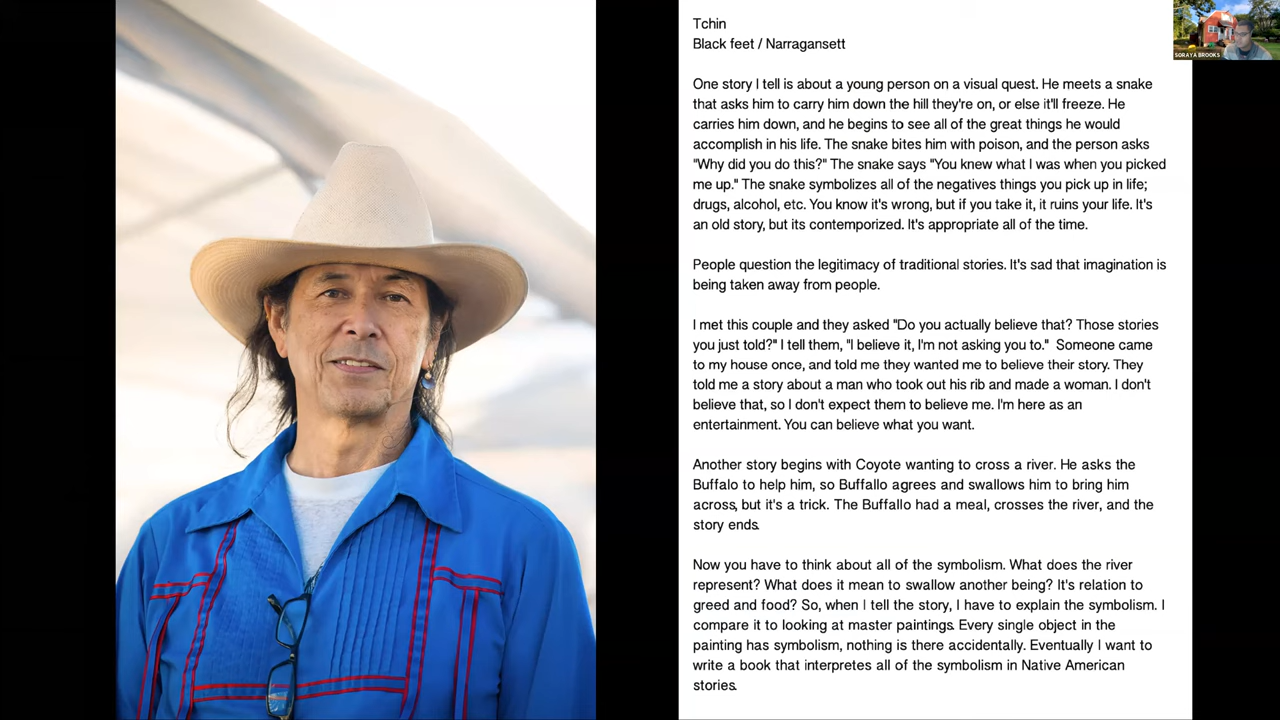 Tchin
Black feet / Narragansett
One story I tell is about a young person on a visual quest. He meets a snake
that asks him to carry him down the hill they're on, or else it'll freeze. He
carries him down, and he begins to see all of the great things he would
accomplish in his life. The snake bites him with poison, and the person asks
"Why did you do this?" The snake says "You knew what I was when you picked
me up." The snake symbolizes all of the negatives things you pick up in life;
drugs, alcohol, etc. You know it's wrong, but if you take it, it ruins your life. It's
an old story, but its contemporized. It's appropriate all of the time.
People question the legitimacy of traditional stories. It's sad that imagination is
being taken away from people.
I met this couple and they asked "Do you actually believe that? Those stories
you just told?" I tell them, "I believe it, I'm not asking you to."  Someone came
to my house once, and told me they wanted me to believe their story. They
told me a story about a man who took out his rib and made a woman. I don't
believe that, so I don't expect them to believe me. I'm here as an
entertainment. You can believe what you want.
Another story begins with Coyote wanting to cross a river. He asks the
Buffalo to help him, so Buffallo agrees and swallows him to bring him
across, but it's a trick. The Buffallo had a meal, crosses the river, and the
story ends.
Now you have to think about all of the symbolism. What does the river
represent? What does it mean to swallow another being? It's relation to
greed and food? So, when I tell the story, I have to explain the symbolism. I
compare it to looking at master paintings. Every single object in the
painting has symbolism, nothing is there accidentally. Eventually I want to
write a book that interpretes all of the symbolism in Native American
stories.
SORAYA BROOKS